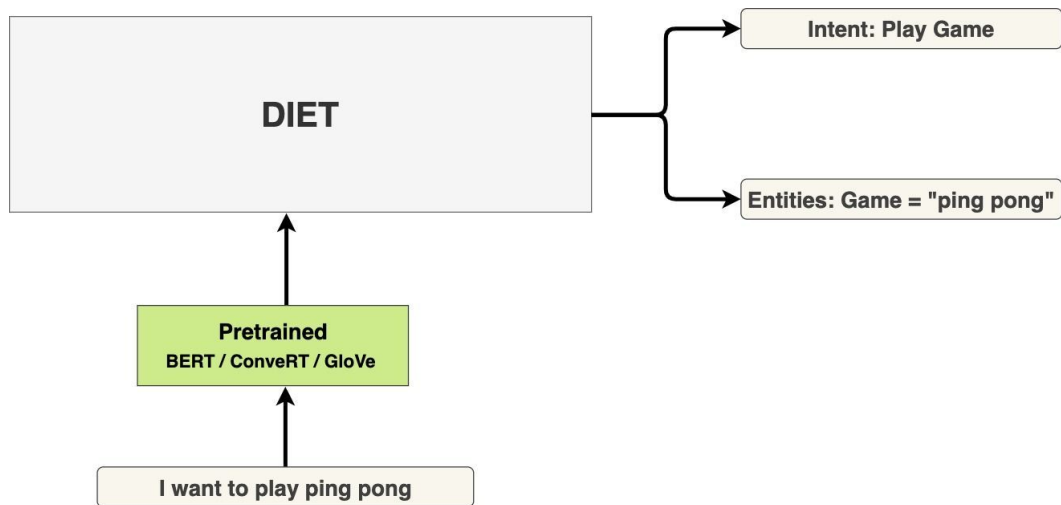 DIET
Intent: Play Game
Entities: Game = "ping pong"
Pretrained
BERT / ConveRT / GloVe
I want to play ping pong